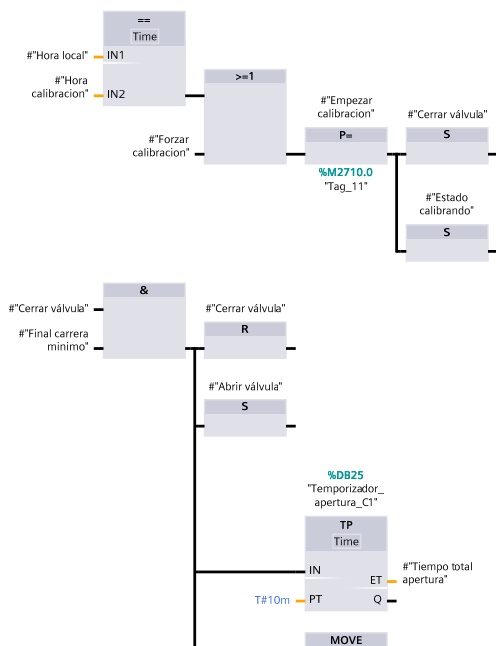 ==
Time
#"Hora local"
IN1
#"Hora
calibracion"
IN2
>=1
#"Forzar
calibracion"
#"Empezar
calibracion"
P=
%M2710.0
"Tag_11"
#"Cerrar válvula"
S
#"Estado
calibrando"
S
&
#"Cerrar válvula"
#"Final carrera
minimo"
#"Cerrar válvula"
R
#"Abrir válvula"
S
%DB25
"Temporizador_
apertura_C1"
TP
Time
IN
#"Tiempo total
apertura"
ET
T#10m
PT
Q
MOVE